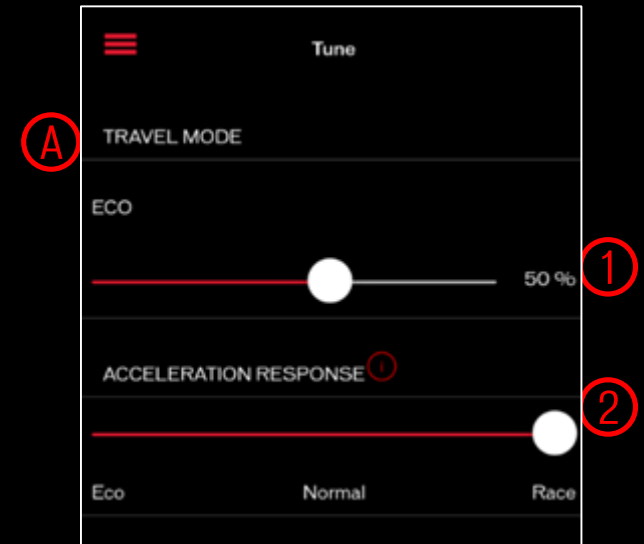 Tune
A
TRAVEL MODE
ECO
50 %
1
ACCELERATION RESPONSE i
2
Eco Normal Race